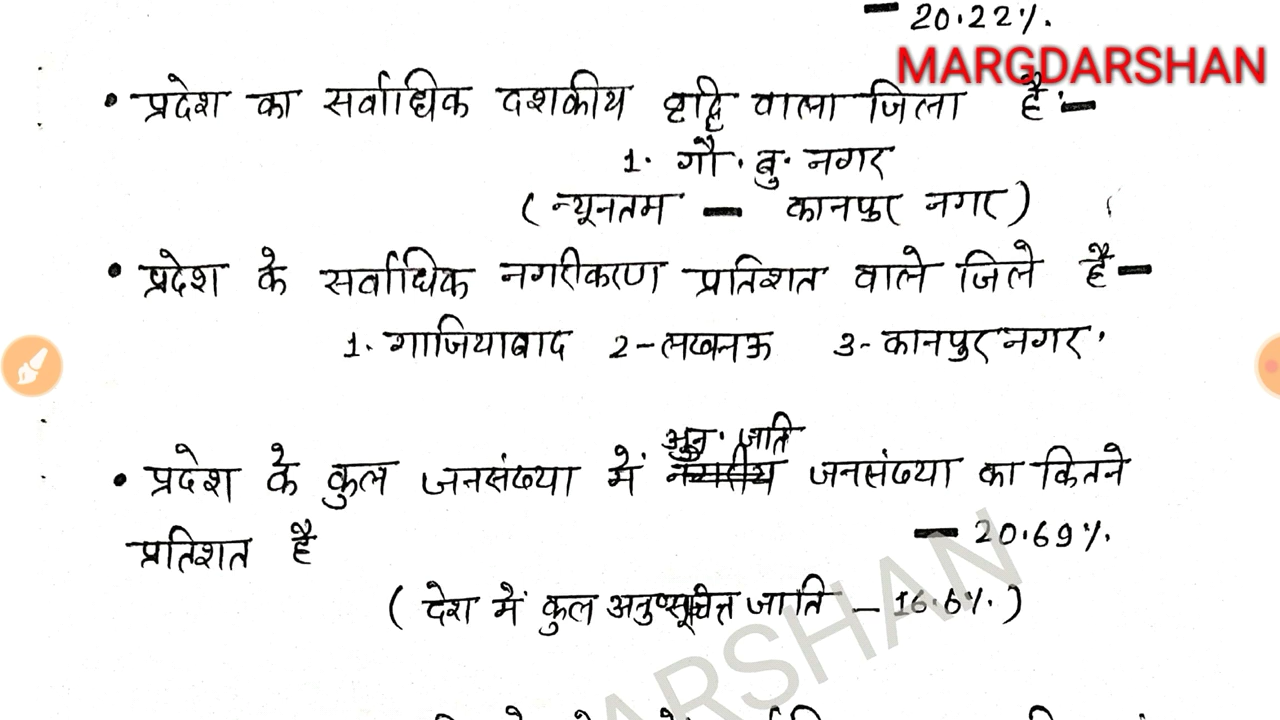 – 20.22%.
MARGDARSHAN
• प्रदेश का सर्वाधिक दशकीय वृद्धि वाला जिला है :–
1. गौ. बु. नगर
( न्यूनतम – कानपुर नगर )
• प्रदेश के सर्वाधिक नगरीकरण प्रतिशत वाले जिले है –
1. गाजियाबाद 2 – लखनऊ 3 - कानपुर नगर.
अनु. जाति
• प्रदेश के कुल जनसंख्या में नगरीय जनसंख्या का कितने
प्रतिशत है – 20.69%.
( देश में कुल अनुसूचित जाति – 16.6%. )
ARSHAN